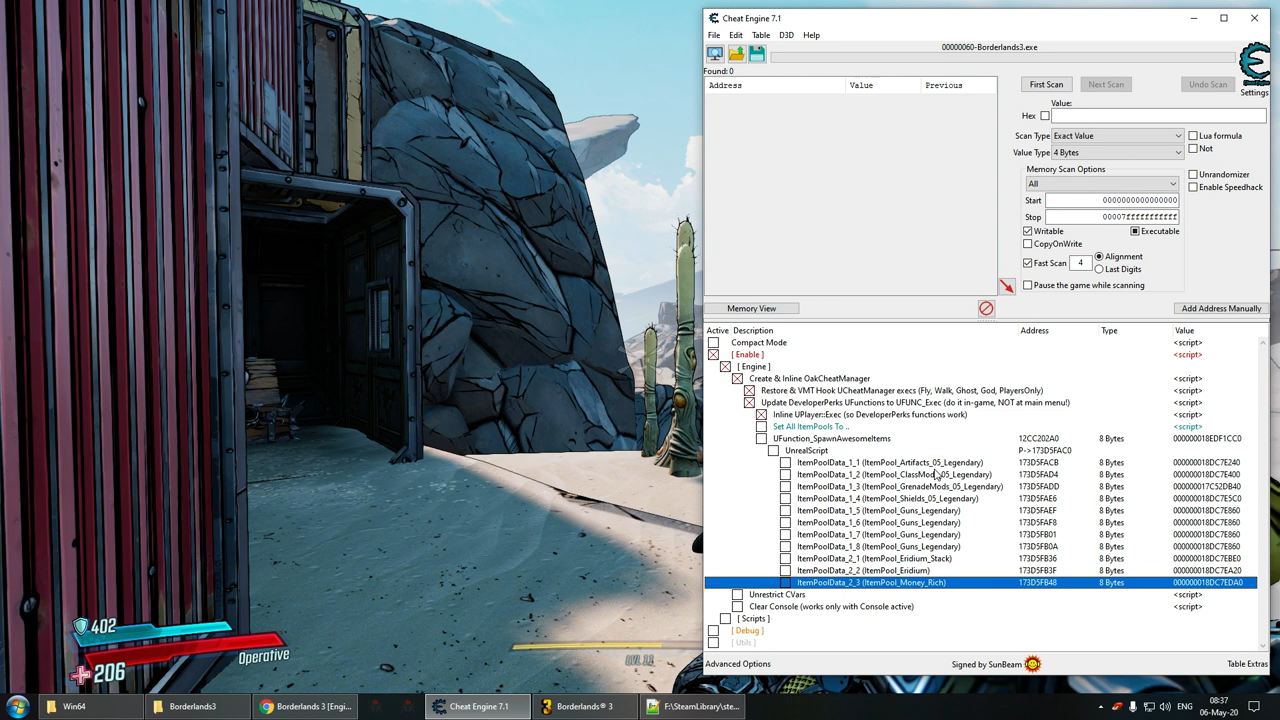 Cheat Engine 7.1
File Edit Table D3D Help
00000060-Borderlands3.exe
Found: 0
Address Value Previous
First Scan Next Scan Undo Scan
Settings
Value:
Hex
Scan Type Exact Value
Lua formula
Not
Value Type 4 Bytes
Memory Scan Options
All
Unrandomizer
Enable Speedhack
Start 0000000000000000
Stop 00007fffffffffff
Writable Executable
CopyOnWrite
Fast Scan 4 Alignment
Last Digits
Pause the game while scanning
Memory View Add Address Manually
Active Description Address Type Value
Compact Mode <script>
[ Enable ] <script>
[ Engine ]
Create & Inline OakCheatManager <script>
Restore & VMT Hook UCheatManager execs (Fly, Walk, Ghost, God, PlayersOnly) <script>
Update DeveloperPerks UFunctions to UFUNC_Exec (do it in-game, NOT at main menu!) <script>
Inline UPlayer::Exec (so DeveloperPerks functions work) <script>
Set All ItemPools To .. <script>
UFunction_SpawnAwesomeItems 12CC202A0 8 Bytes 000000018EDF1CC0
UnrealScript P->173D5FAC0
ItemPoolData_1_1 (ItemPool_Artifacts_05_Legendary) 173D5FACB 8 Bytes 000000018DC7E240
ItemPoolData_1_2 (ItemPool_ClassMod_05_Legendary) 173D5FAD4 8 Bytes 000000018DC7E400
ItemPoolData_1_3 (ItemPool_GrenadeMods_05_Legendary) 173D5FADD 8 Bytes 000000017C52DB40
ItemPoolData_1_4 (ItemPool_Shields_05_Legendary) 173D5FAE6 8 Bytes 000000018DC7E5C0
ItemPoolData_1_5 (ItemPool_Guns_Legendary) 173D5FAEF 8 Bytes 000000018DC7E860
ItemPoolData_1_6 (ItemPool_Guns_Legendary) 173D5FAF8 8 Bytes 000000018DC7E860
ItemPoolData_1_7 (ItemPool_Guns_Legendary) 173D5FB01 8 Bytes 000000018DC7E860
ItemPoolData_1_8 (ItemPool_Guns_Legendary) 173D5FB0A 8 Bytes 000000018DC7E860
ItemPoolData_2_1 (ItemPool_Eridium_Stack) 173D5FB36 8 Bytes 000000018DC7EBE0
ItemPoolData_2_2 (ItemPool_Eridium) 173D5FB3F 8 Bytes 000000018DC7EA20
ItemPoolData_2_3 (ItemPool_Money_Rich) 173D5FB48 8 Bytes 000000018DC7EDA0
Unrestrict CVars <script>
Clear Console (works only with Console active) <script>
[ Scripts ]
[ Debug ]
[ Utils ]
Advanced Options Signed by SunBeam Table Extras
402
206
Operative
LVL 11
Win64 Borderlands3 Borderlands 3 [Engi... Cheat Engine 7.1 Borderlands® 3 F:\SteamLibrary\ste... ENG
08:37
06-May-20